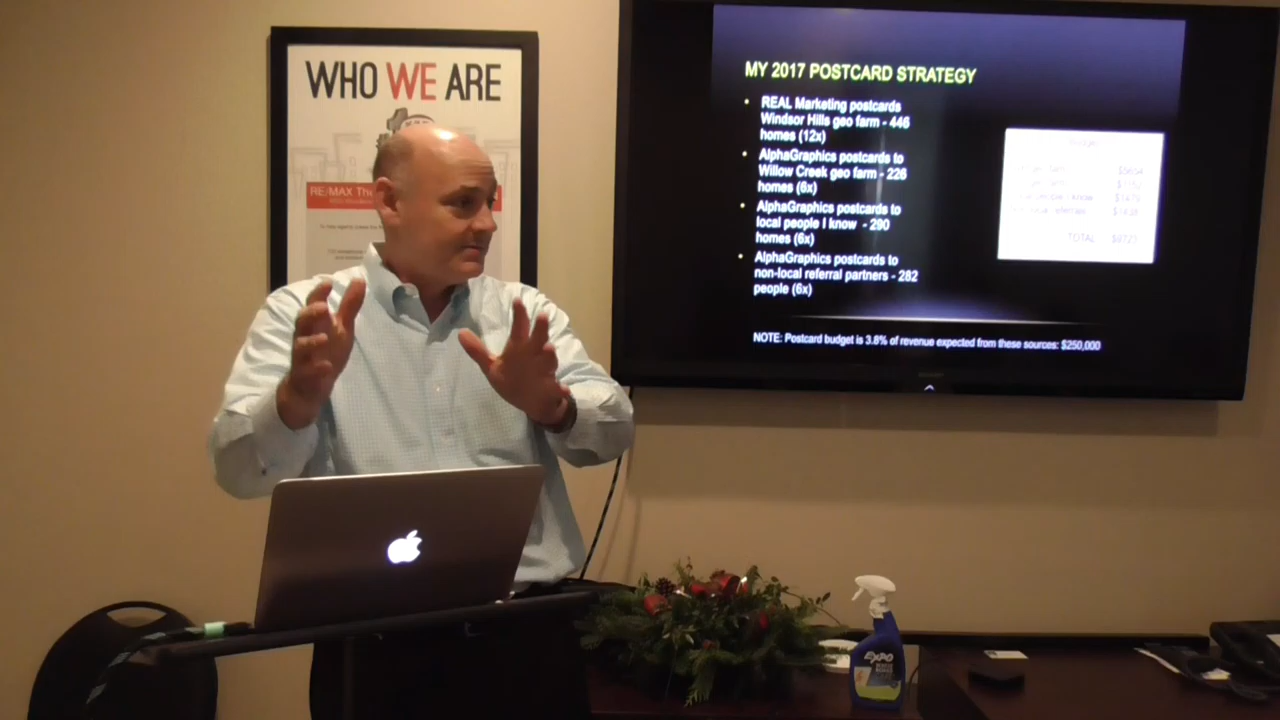 WHO WE ARE
RE/MAX
MY 2017 POSTCARD STRATEGY
• REAL Marketing postcards
Windsor Hills geo farm - 446
homes (12x)
• AlphaGraphics postcards to
Willow Creek geo farm - 226
homes (6x)
• AlphaGraphics postcards to
local people I know - 290
homes (6x)
• AlphaGraphics postcards to
non-local referral partners - 282
people (6x)
TOTAL
NOTE: Postcard budget is 3.8% of revenue expected from these sources: $250,000
EXPO